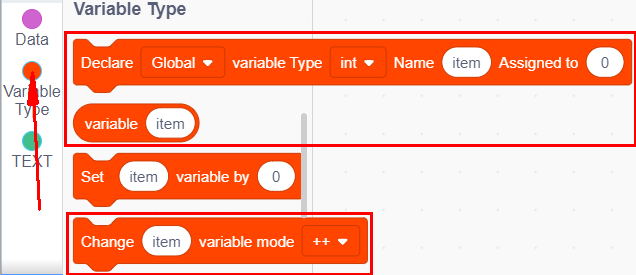 Variable Type
Data
Variable
Type
TEXT
Declare Global variable Type int Name item Assigned to 0
variable item
Set item variable by 0
Change item variable mode ++